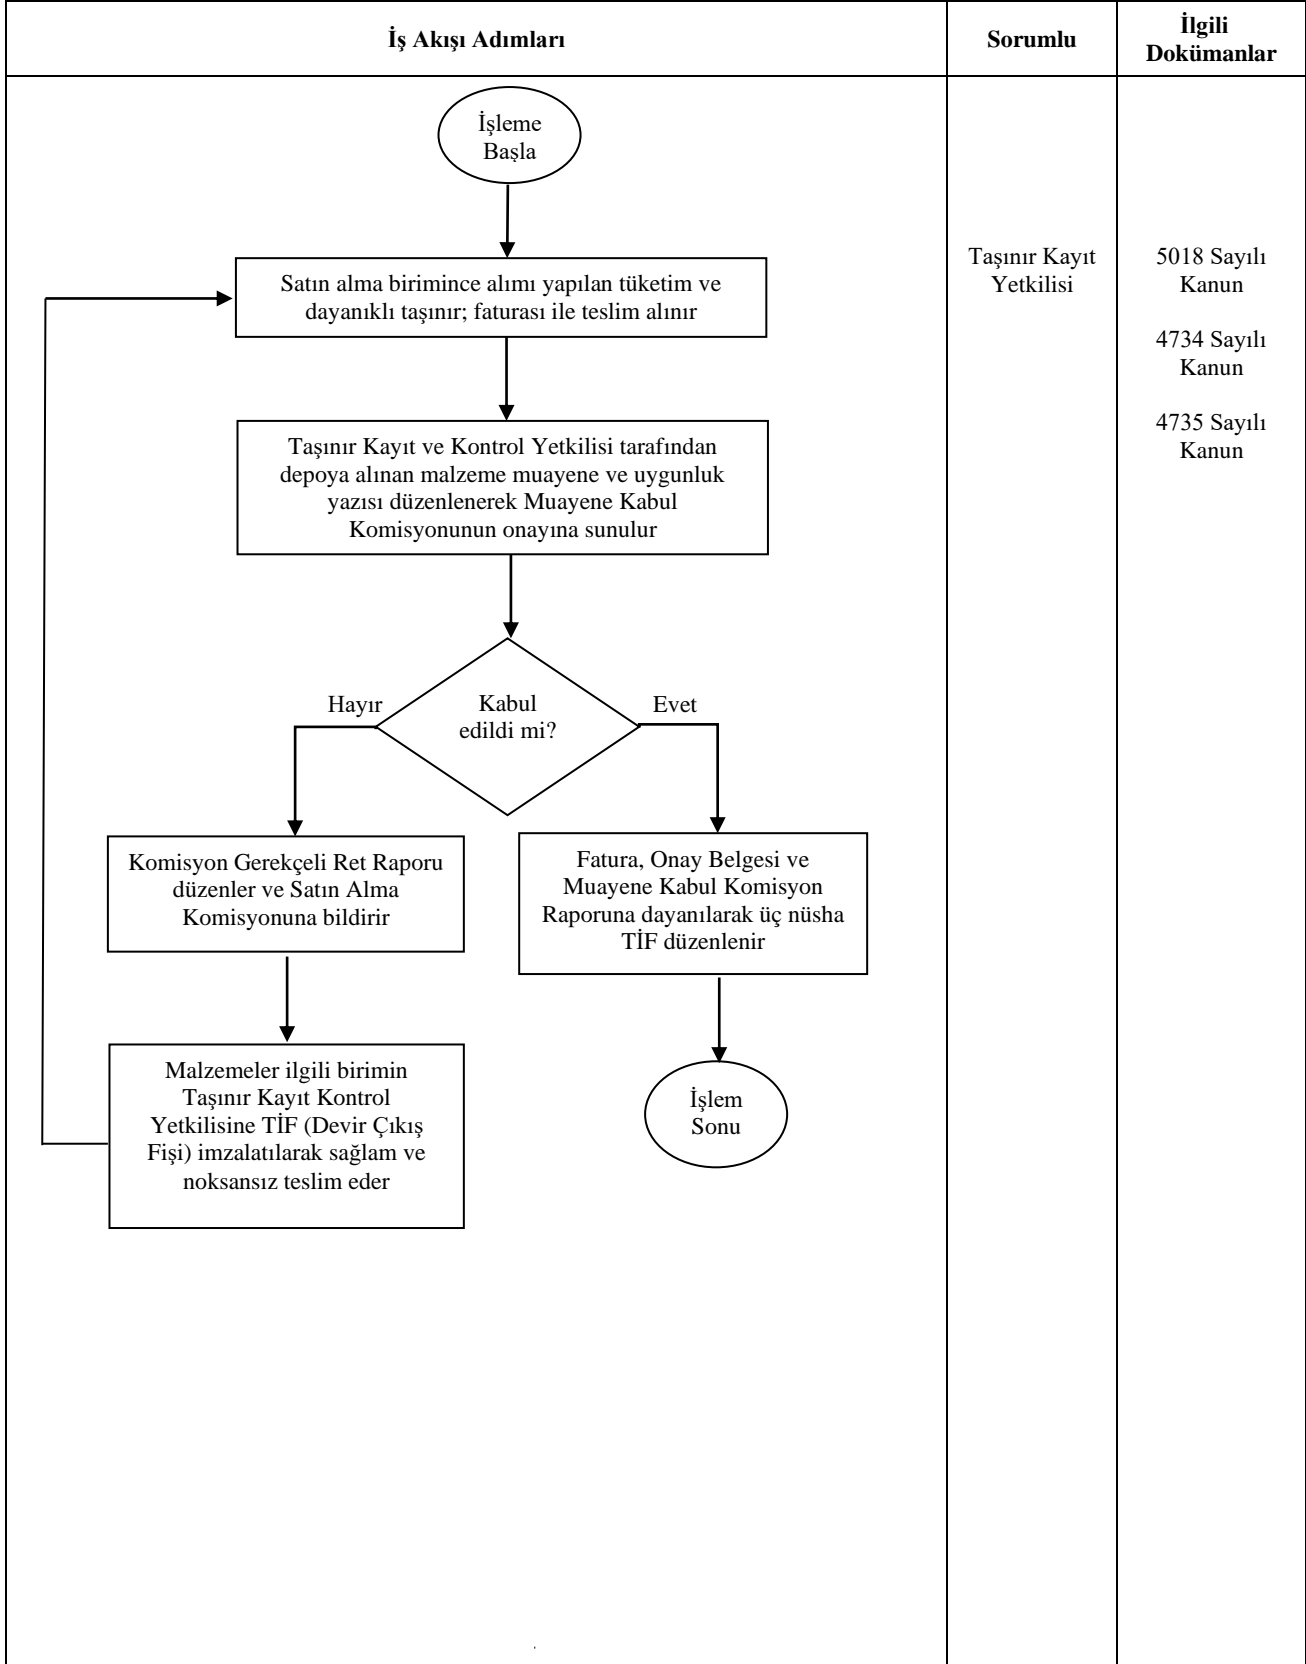 İş Akışı Adımları
Sorumlu
İlgili
Dokümanlar
İşleme
Başla
Satın alma birimince alımı yapılan tüketim ve
dayanıklı taşınır; faturası ile teslim alınır
Taşınır Kayıt
Yetkilisi
5018 Sayılı
Kanun
4734 Sayılı
Kanun
4735 Sayılı
Kanun
Taşınır Kayıt ve Kontrol Yetkilisi tarafından
depoya alınan malzeme muayene ve uygunluk
yazısı düzenlenerek Muayene Kabul
Komisyonunun onayına sunulur
Hayır
Kabul
edildi mi?
Evet
Komisyon Gerekçeli Ret Raporu
düzenler ve Satın Alma
Komisyonuna bildirir
Fatura, Onay Belgesi ve
Muayene Kabul Komisyon
Raporuna dayanılarak üç nüsha
TİF düzenlenir
Malzemeler ilgili birimin
Taşınır Kayıt Kontrol
Yetkilisine TİF (Devir Çıkış
Fişi) imzalatılarak sağlam ve
noksansız teslim eder
İşlem
Sonu